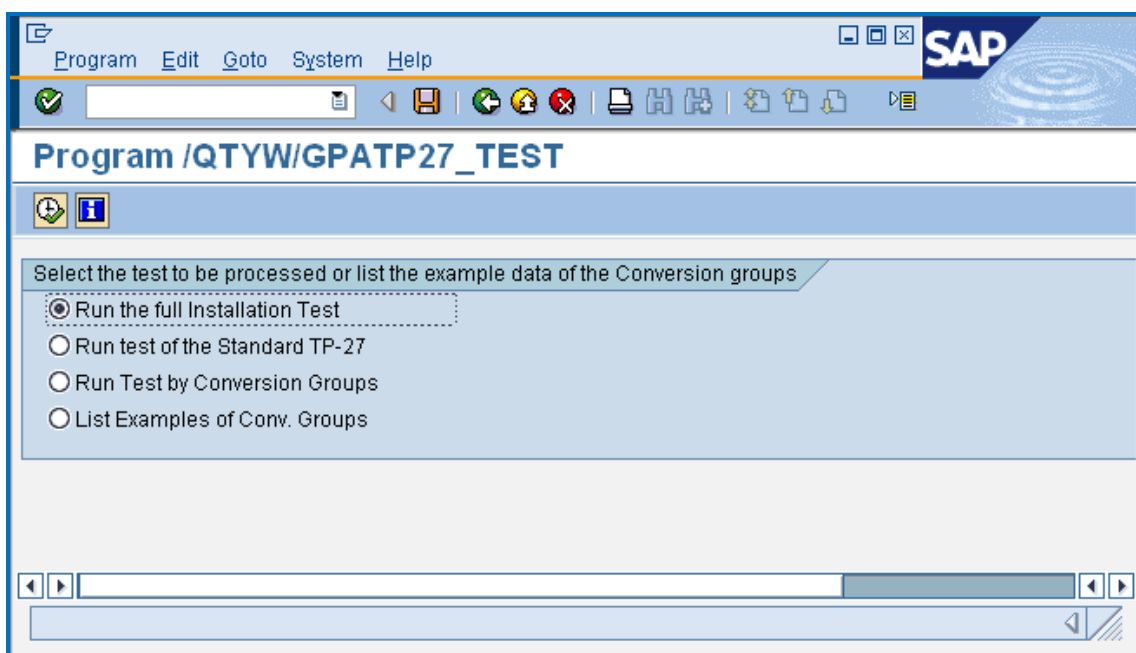 Program Edit Goto System Help
SAP
Program /QTYW/GPATP27_TEST
Select the test to be processed or list the example data of the Conversion groups
Run the full Installation Test
Run test of the Standard TP-27
Run Test by Conversion Groups
List Examples of Conv. Groups